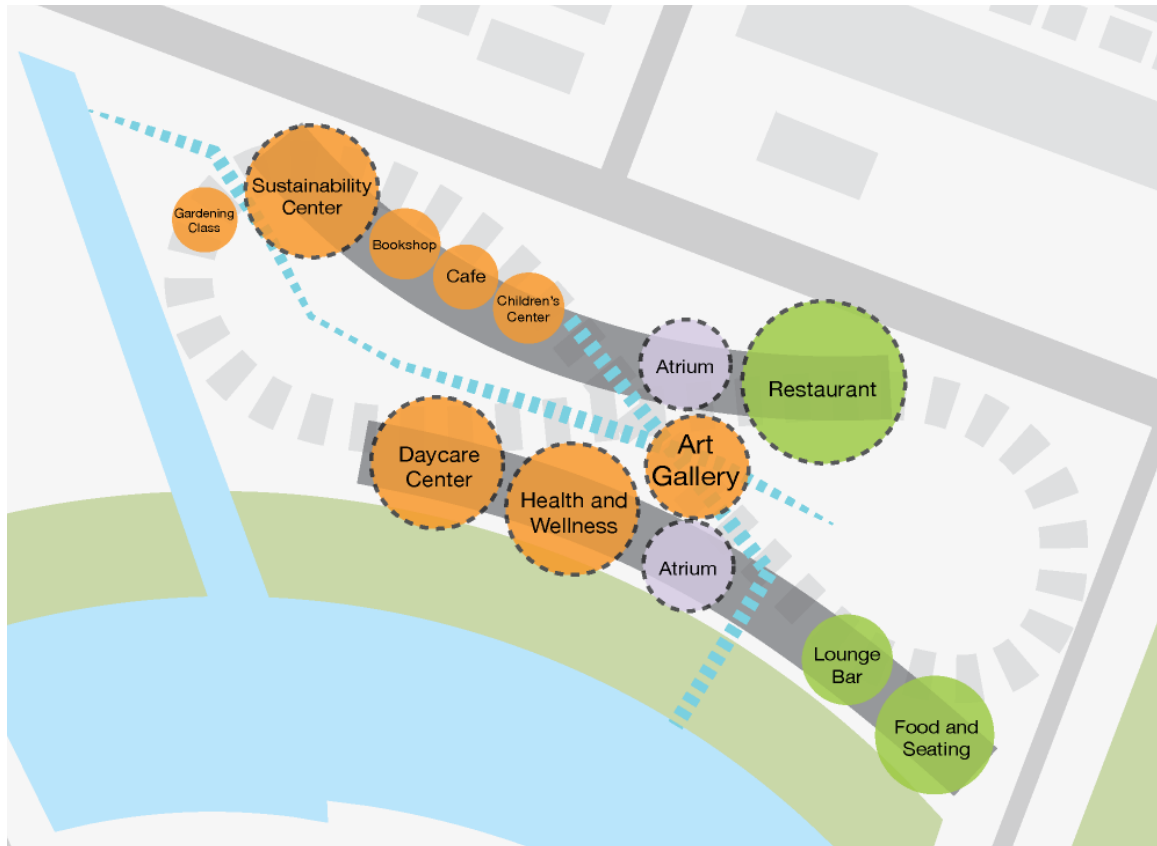 Sustainability
Center
Gardening
Class
Bookshop
Cafe
Children's
Center
Atrium
Restaurant
Art
Gallery
Daycare
Center
Health and
Wellness
Atrium
Lounge
Bar
Food and
Seating